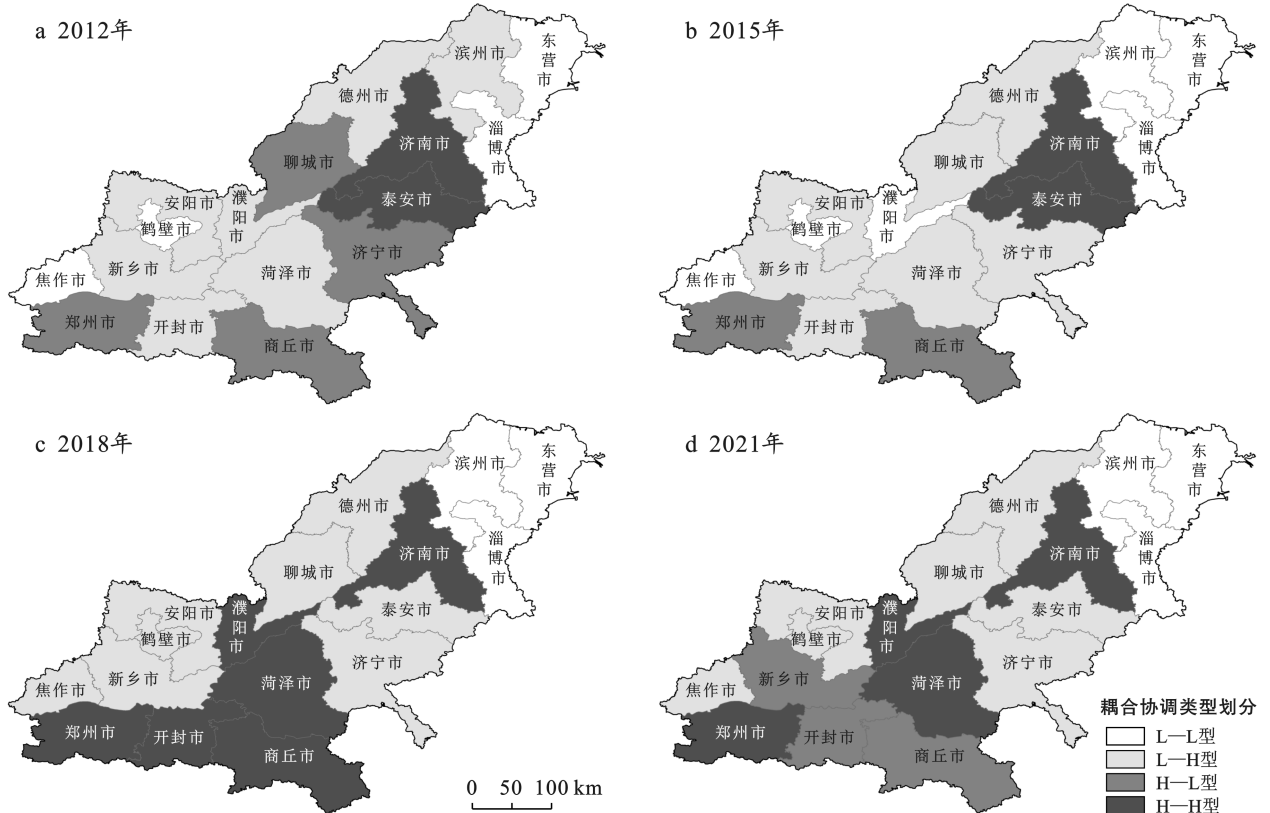 a 2012年
滨州市
东营市
德州市
淄博市
济南市
聊城市
泰安市
安阳市
濮阳市
鹤壁市
济宁市
新乡市
菏泽市
焦作市
郑州市
开封市
商丘市
b 2015年
滨州市
东营市
德州市
淄博市
济南市
聊城市
泰安市
安阳市
濮阳市
鹤壁市
济宁市
新乡市
菏泽市
焦作市
郑州市
开封市
商丘市
c 2018年
滨州市
东营市
德州市
淄博市
济南市
聊城市
泰安市
安阳市
濮阳市
鹤壁市
济宁市
新乡市
菏泽市
焦作市
郑州市
开封市
商丘市
0 50 100 km
d 2021年
滨州市
东营市
德州市
淄博市
济南市
聊城市
泰安市
安阳市
濮阳市
鹤壁市
济宁市
新乡市
菏泽市
焦作市
郑州市
开封市
商丘市
耦合协调类型划分
L—L型
L—H型
H—L型
H—H型